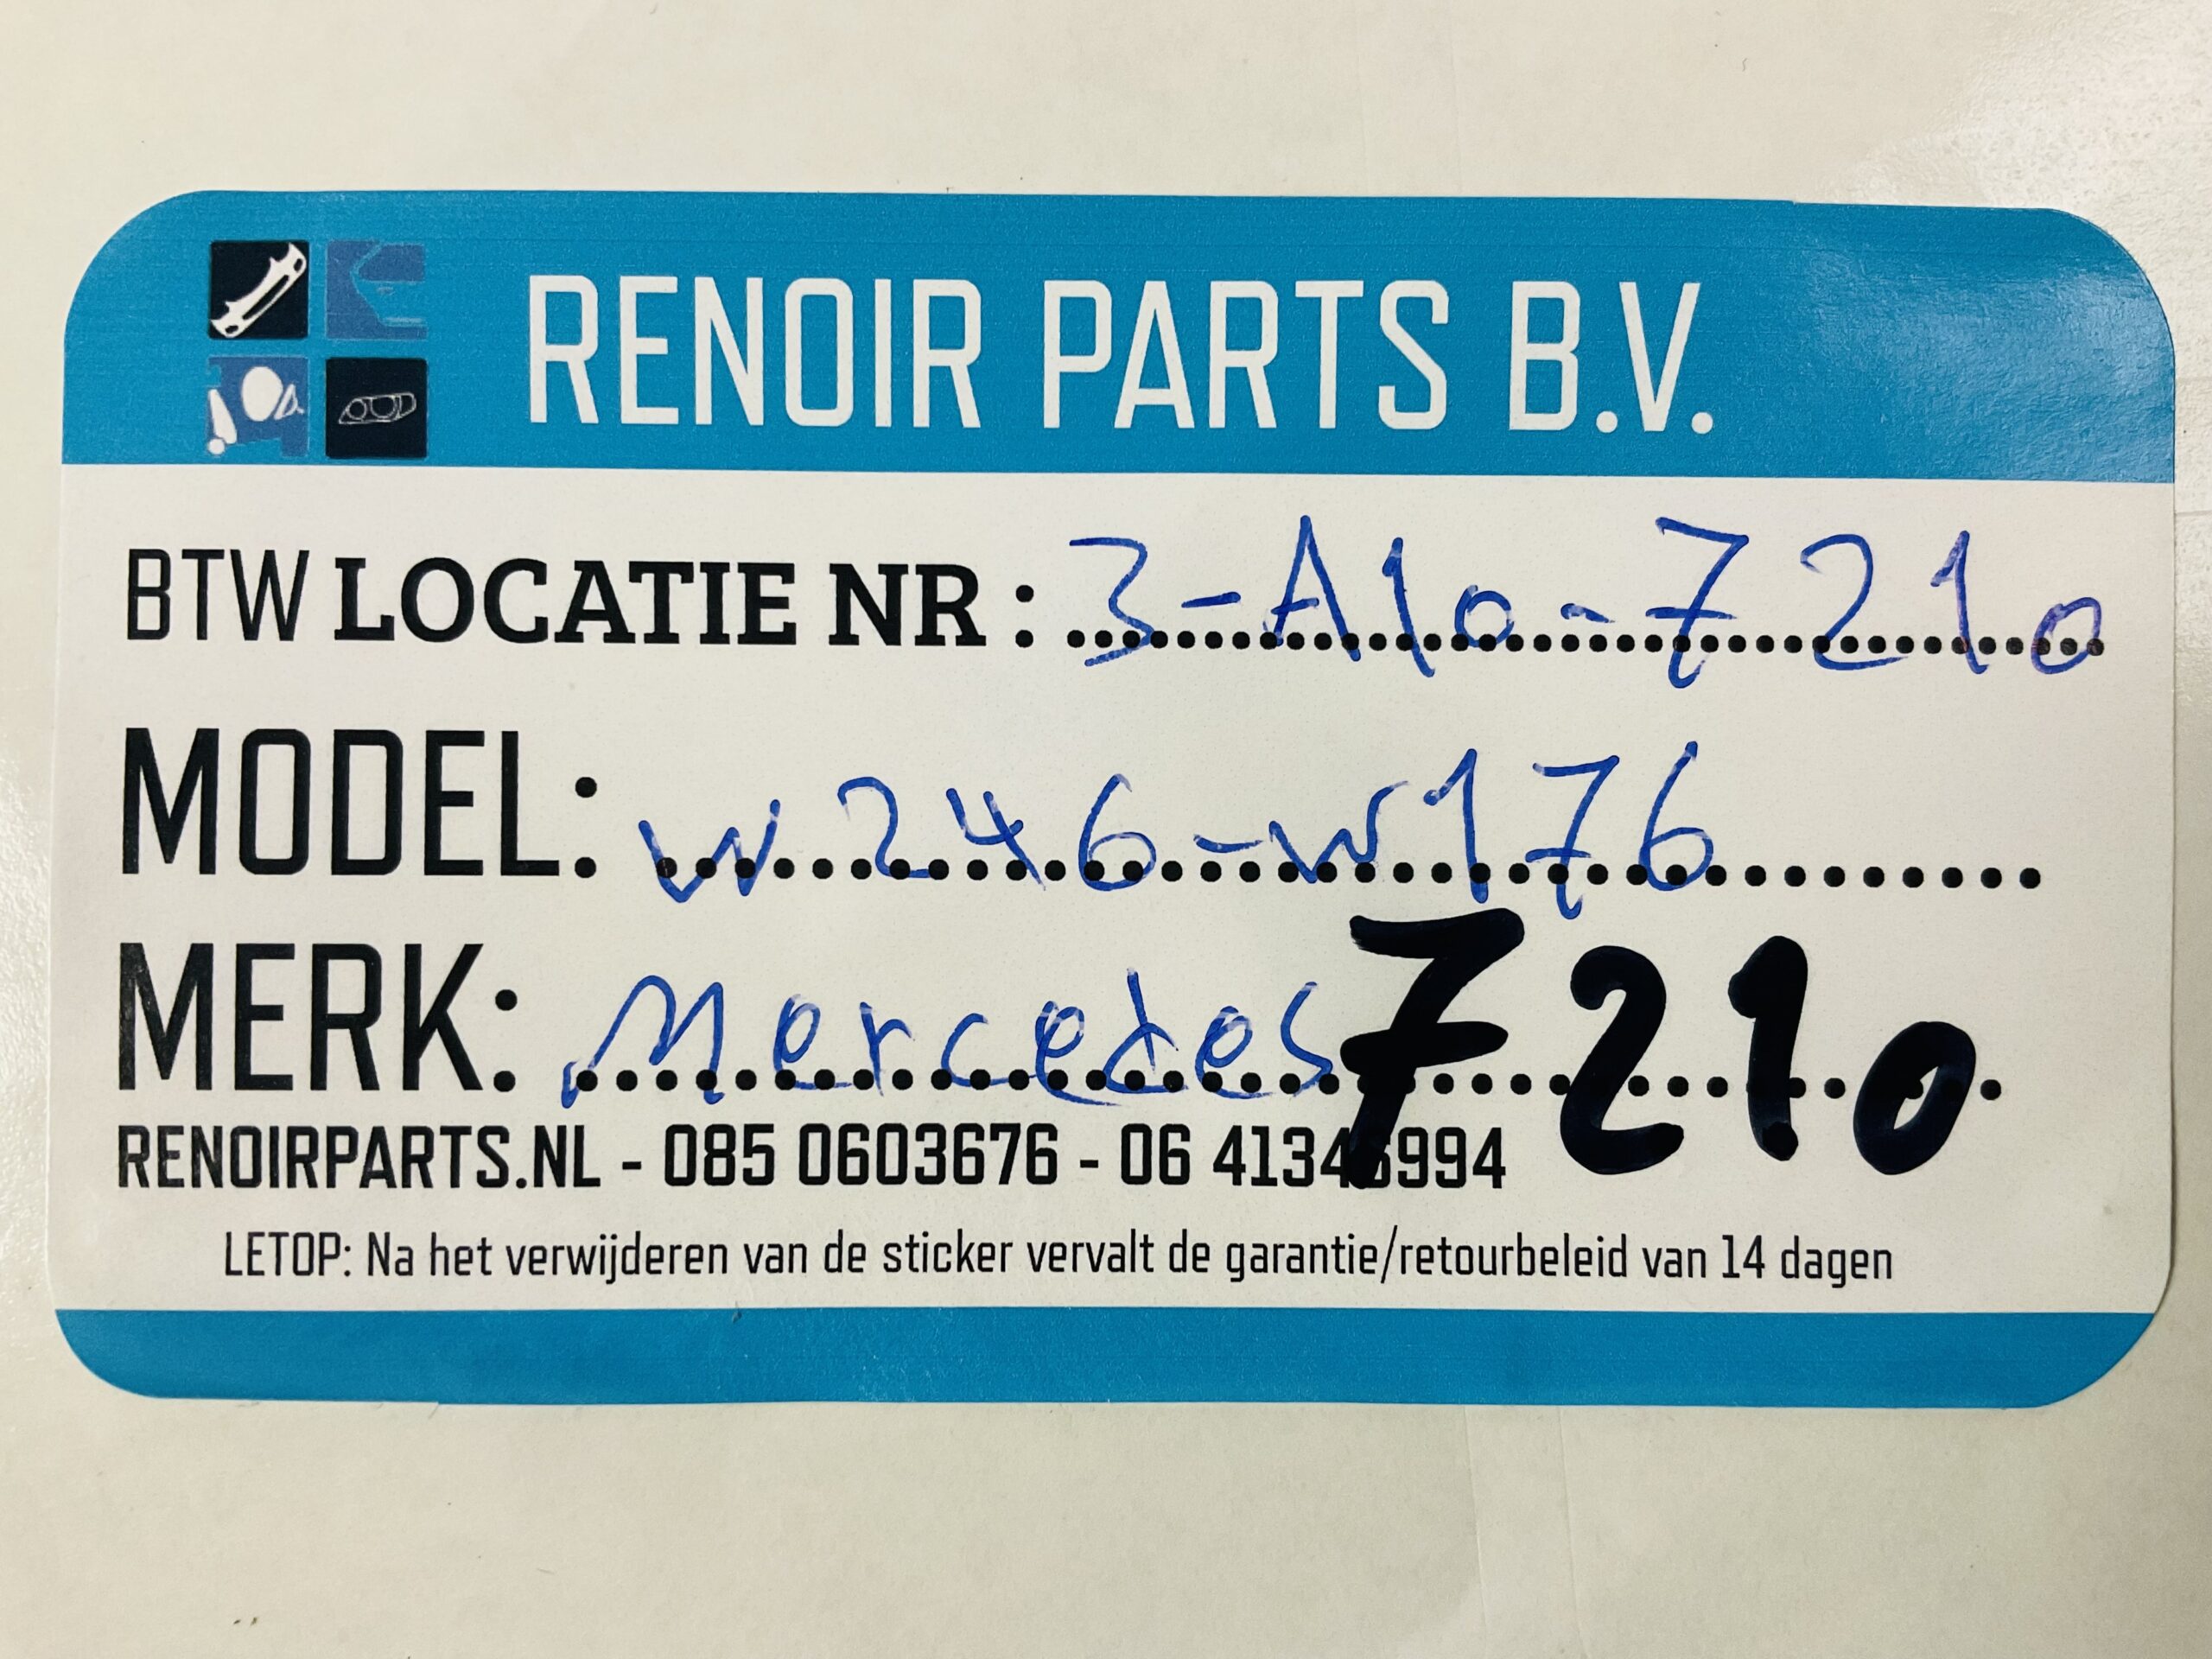 RENOIR PARTS B.V.
BTW LOCATIE NR : 3-A10-7210
MODEL: W246-W176
MERK: Mercedes 7210
RENOIRPARTS.NL - 085 0603676 - 06
LETOP: Na het verwijderen van de sticker vervalt de garantie/retourbeleid van 14 dagen